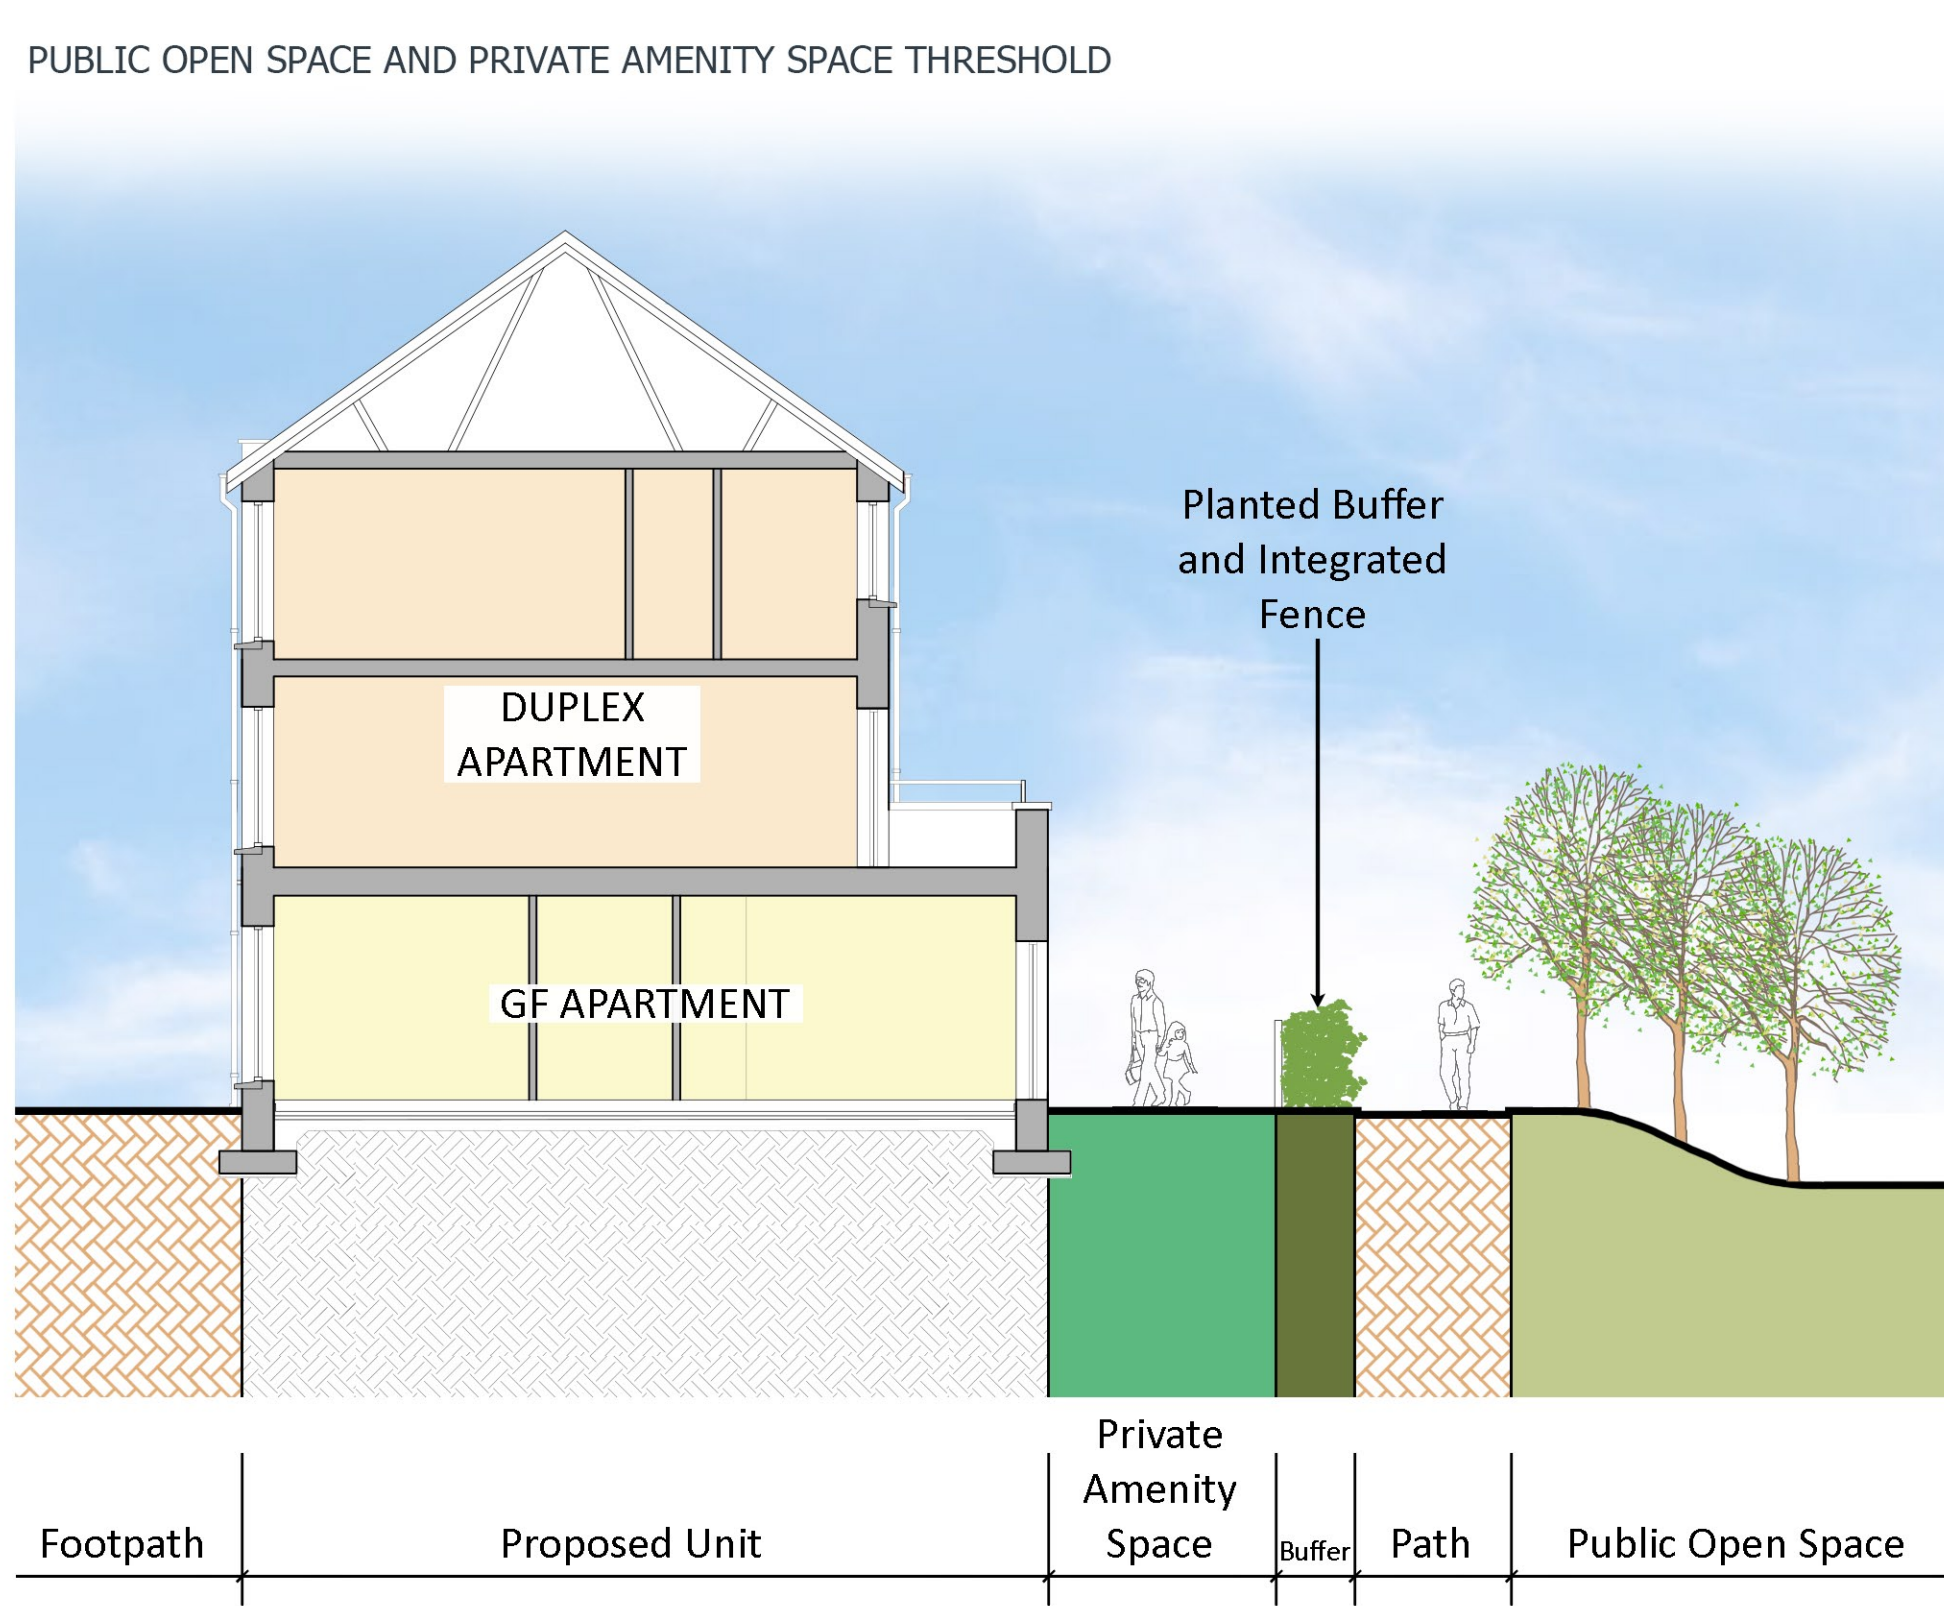 PUBLIC OPEN SPACE AND PRIVATE AMENITY SPACE THRESHOLD
Planted Buffer
and Integrated
Fence
DUPLEX
APARTMENT
GF APARTMENT
Footpath
Proposed Unit
Private
Amenity
Space
Buffer
Path
Public Open Space